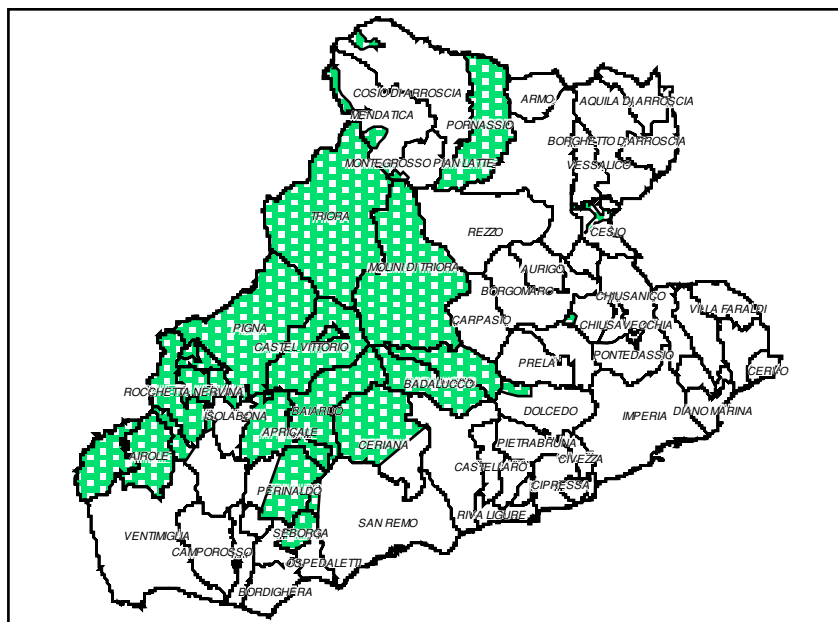 COSIO DI ARROSCIA
ARMO
AQUILA DI ARROSCIA
MENDATICA
PORNASSIO
BORGHETTO D'ARROSCIA
MONTEGROSSO PIAN LATTE
VESSALICO
TRIORA
REZZO
CESIO
MOLINI DI TRIORA
AURIGO
BORGOMARO
CHIUSANICO
VILLA FARALDI
CARPASIO
CHIUSAVECCHIA
PIGNA
CASTEL VITTORIO
PONTEDASSIO
PRELA'
CERVO
BADALUCCO
ROCCHETTA NERVINA
ISOLABONA
BAIARDO
DOLCEDO
IMPERIA
DIANO MARINA
APRICALE
CERIANA
PIETRABRUNA
AIROLE
CASTELLARO
CIVEZZA
PERINALDO
CIPRESSA
RIVA LIGURE
SAN REMO
SEBORGA
VENTIMIGLIA
CAMPOROSSO
OSPEDALETTI
BORDIGHERA